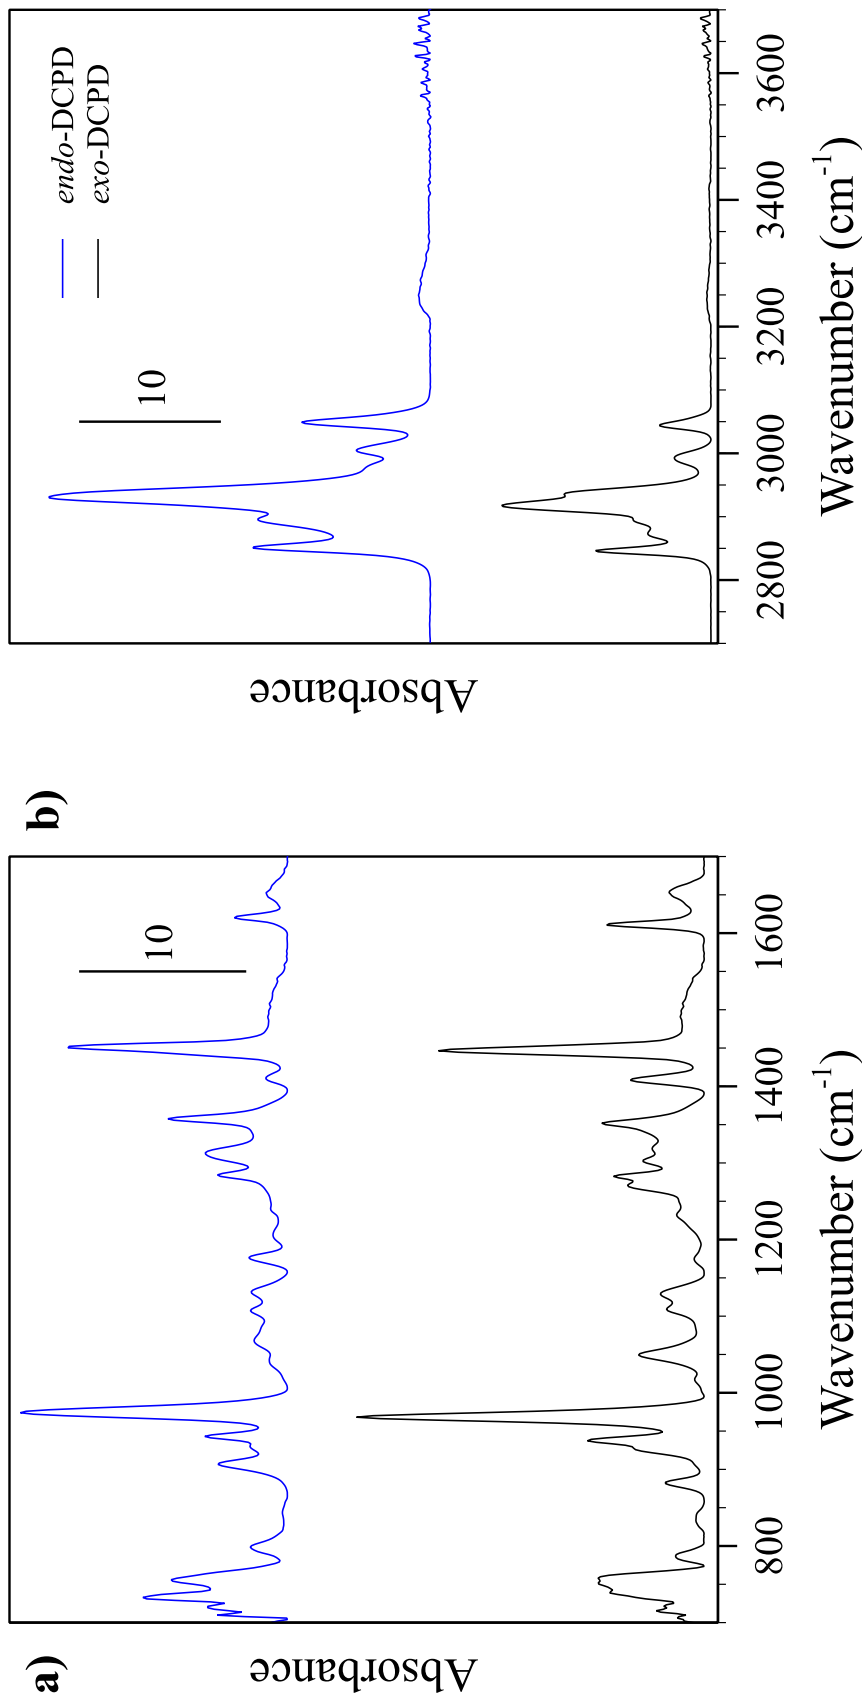 a)
Absorbance
10
800 1000 1200 1400 1600
Wavenumber (cm⁻¹)
b)
Absorbance
endo-DCPD
exo-DCPD
10
2800 3000 3200 3400 3600
Wavenumber (cm⁻¹)